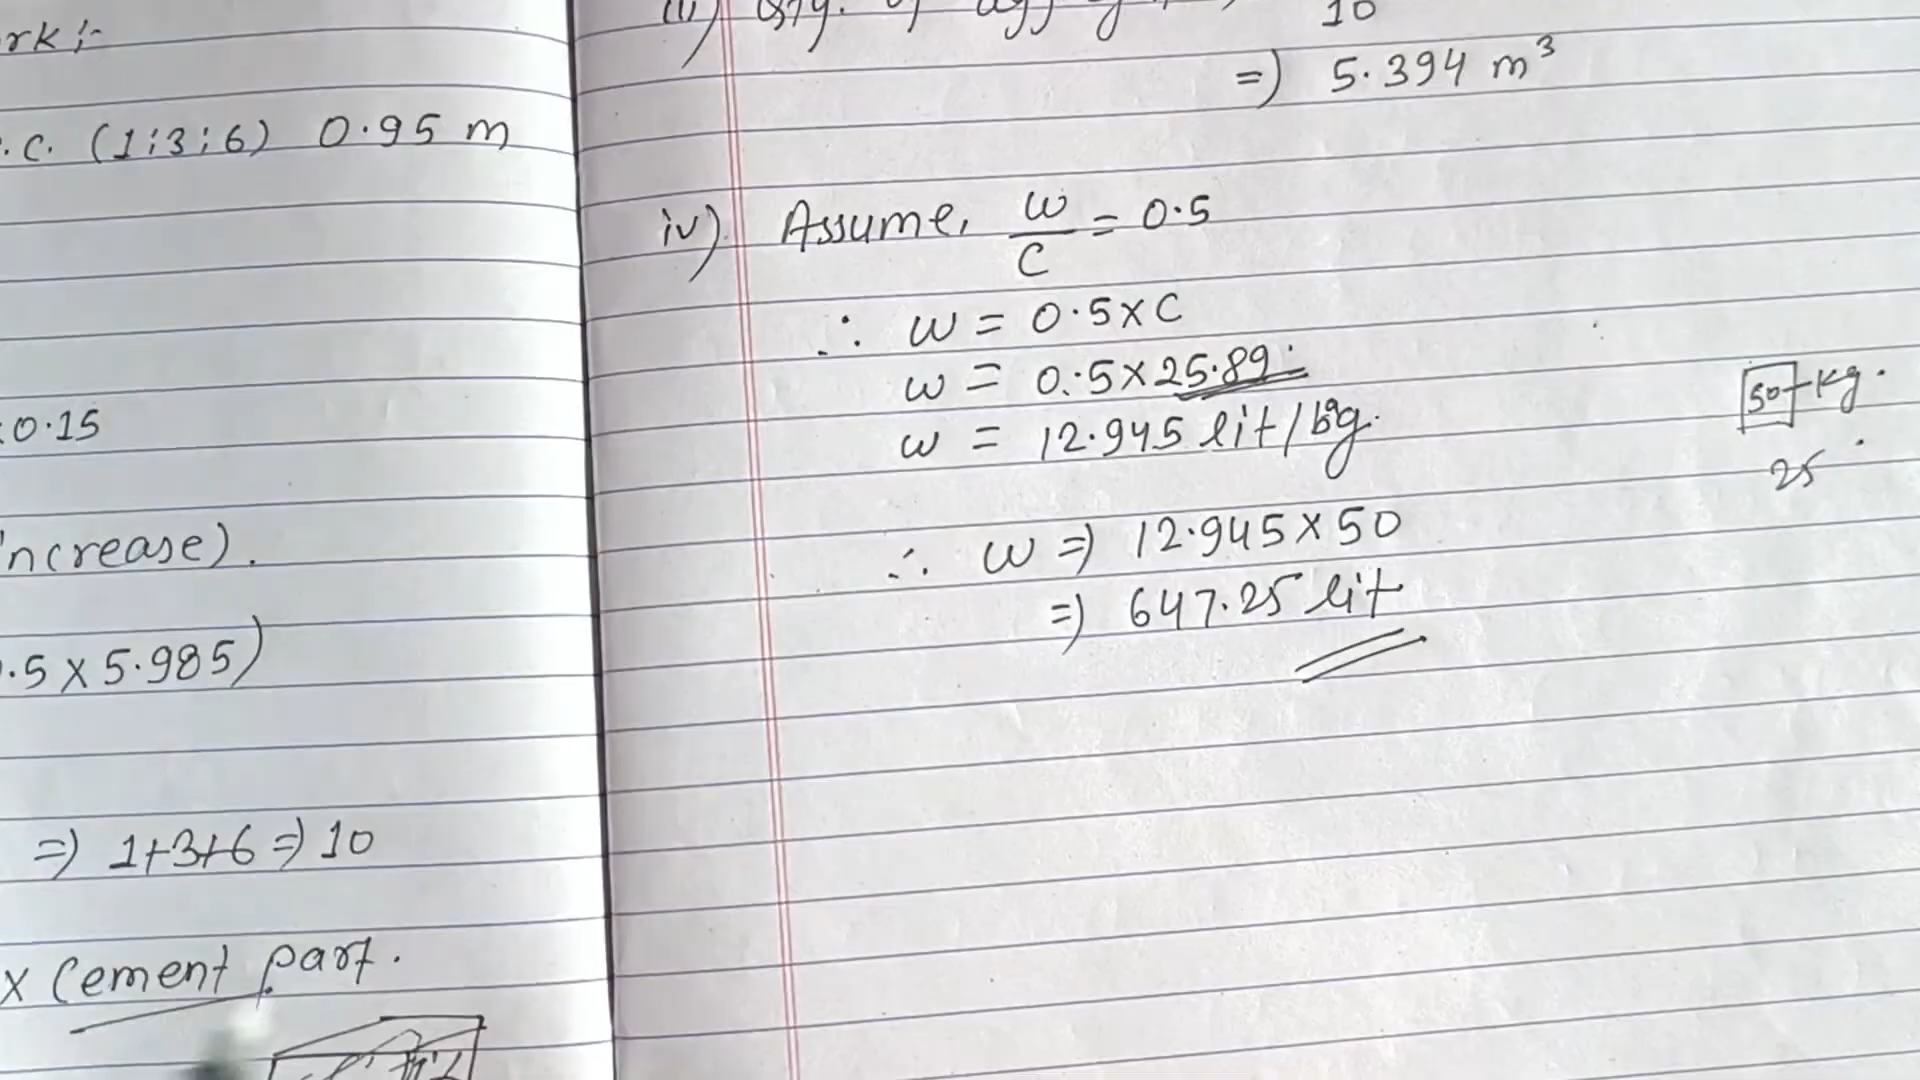 rk :-
.C. (1:3:6) 0.95 m
0.15
ncrease).
.5 x 5.985)
=) 1+3+6 =) 10
x Cement part.
10
=) 5.394 m³
iv). Assume, w/c = 0.5
∴ w = 0.5 x C
w = 0.5 x 25.89
w = 12.945 lit/bag.
∴ w =) 12.945 x 50
=) 647.25 lit
50 kg.
25